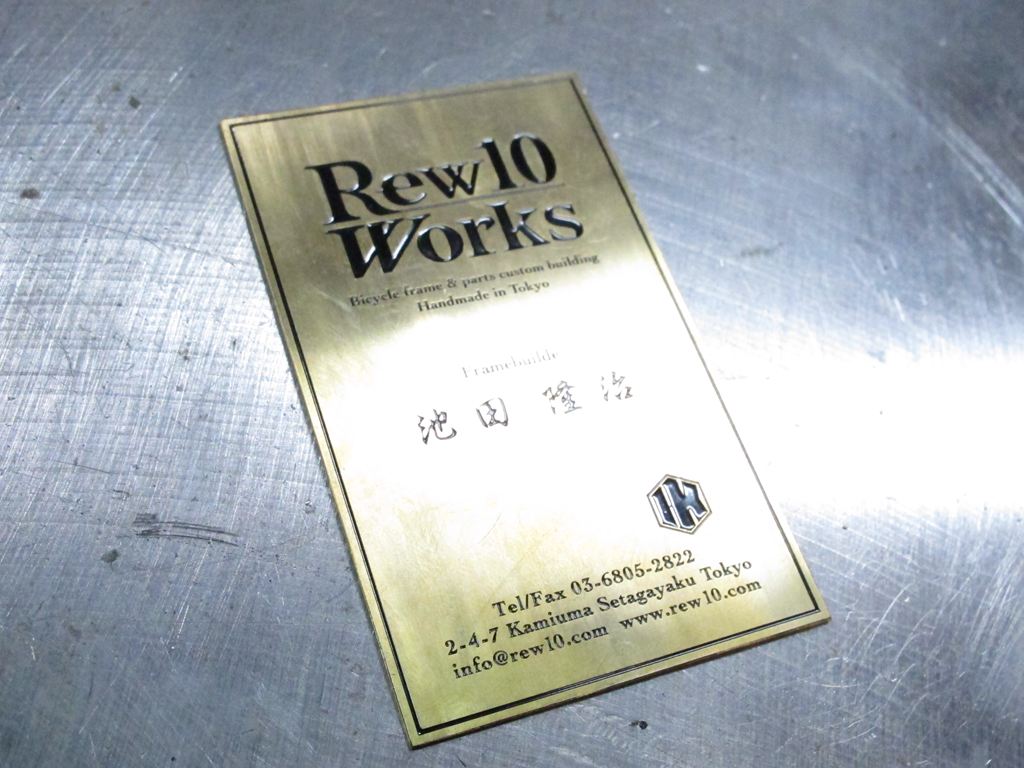 Rew10
Works
Bicycle frame & parts custom building
Handmade in Tokyo
Framebuilde
池田 隆治
Tel/Fax 03-6805-2822
2-4-7 Kamiuma Setagayaku Tokyo
info@rew10.com www.rew10.com